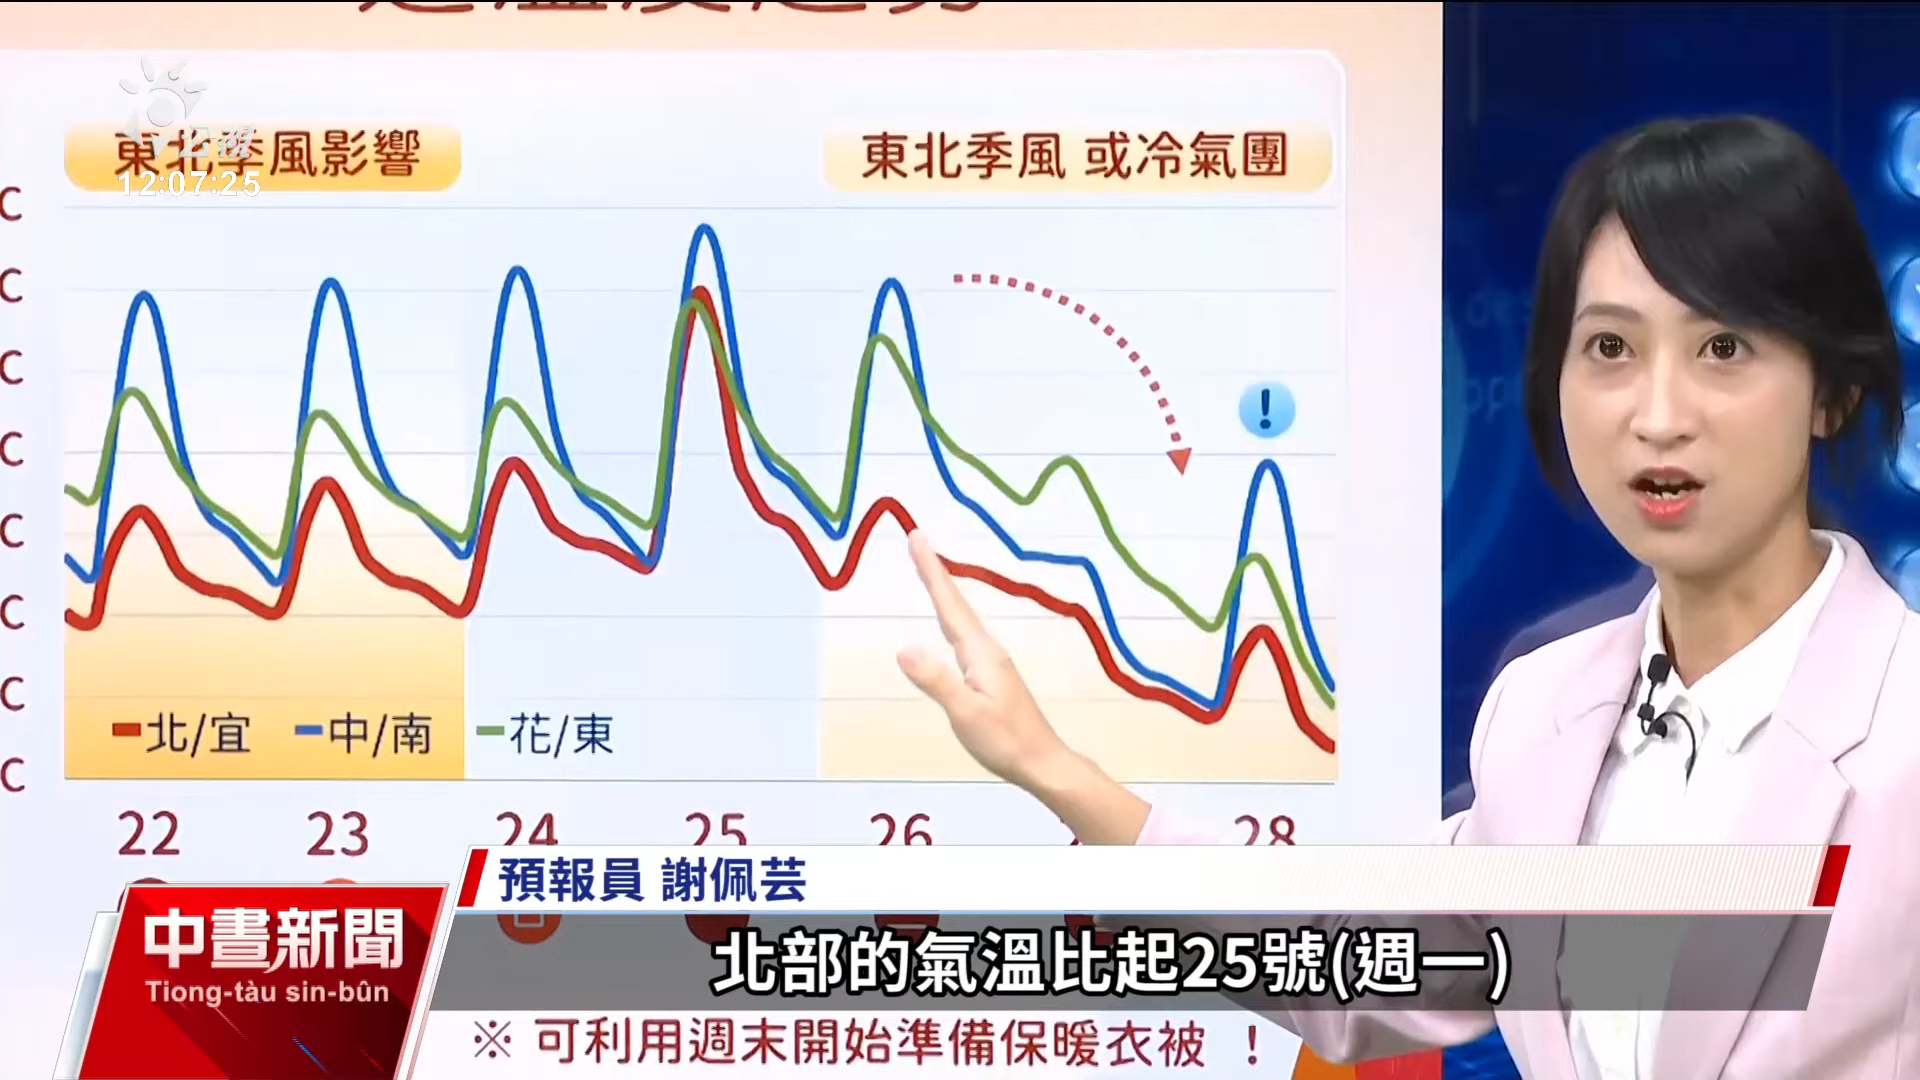 公視
12:07:25
東北季風影響
東北季風 或冷氣團
C
C
C
C
C
C
C
C
!
北/宜 中/南 花/東
22 23 24 25 26 28
預報員 謝佩芸
中晝新聞
Tiong-tàu sin-bûn
北部的氣溫比起25號(週一)
※ 可利用週末開始準備保暖衣被 !